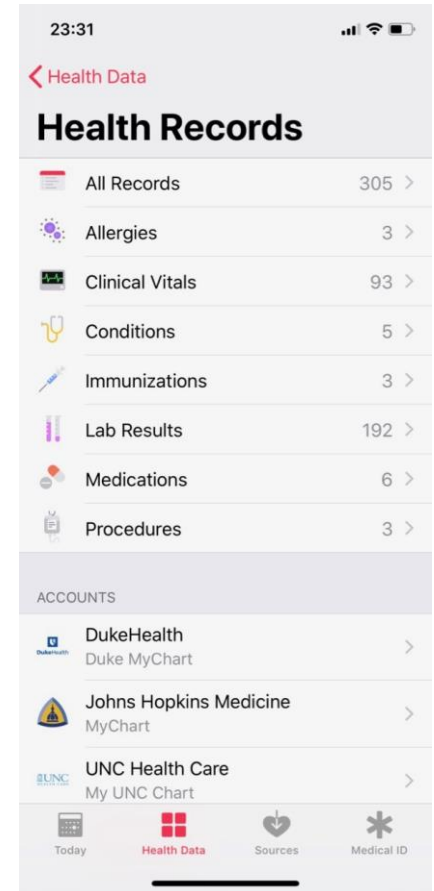 23:31
Health Data
Health Records
All Records 305
Allergies 3
Clinical Vitals 93
Conditions 5
Immunizations 3
Lab Results 192
Medications 6
Procedures 3
ACCOUNTS
DukeHealth
DukeHealth
Duke MyChart
Johns Hopkins Medicine
MyChart
UNC
UNC Health Care
My UNC Chart
Today Health Data Sources Medical ID